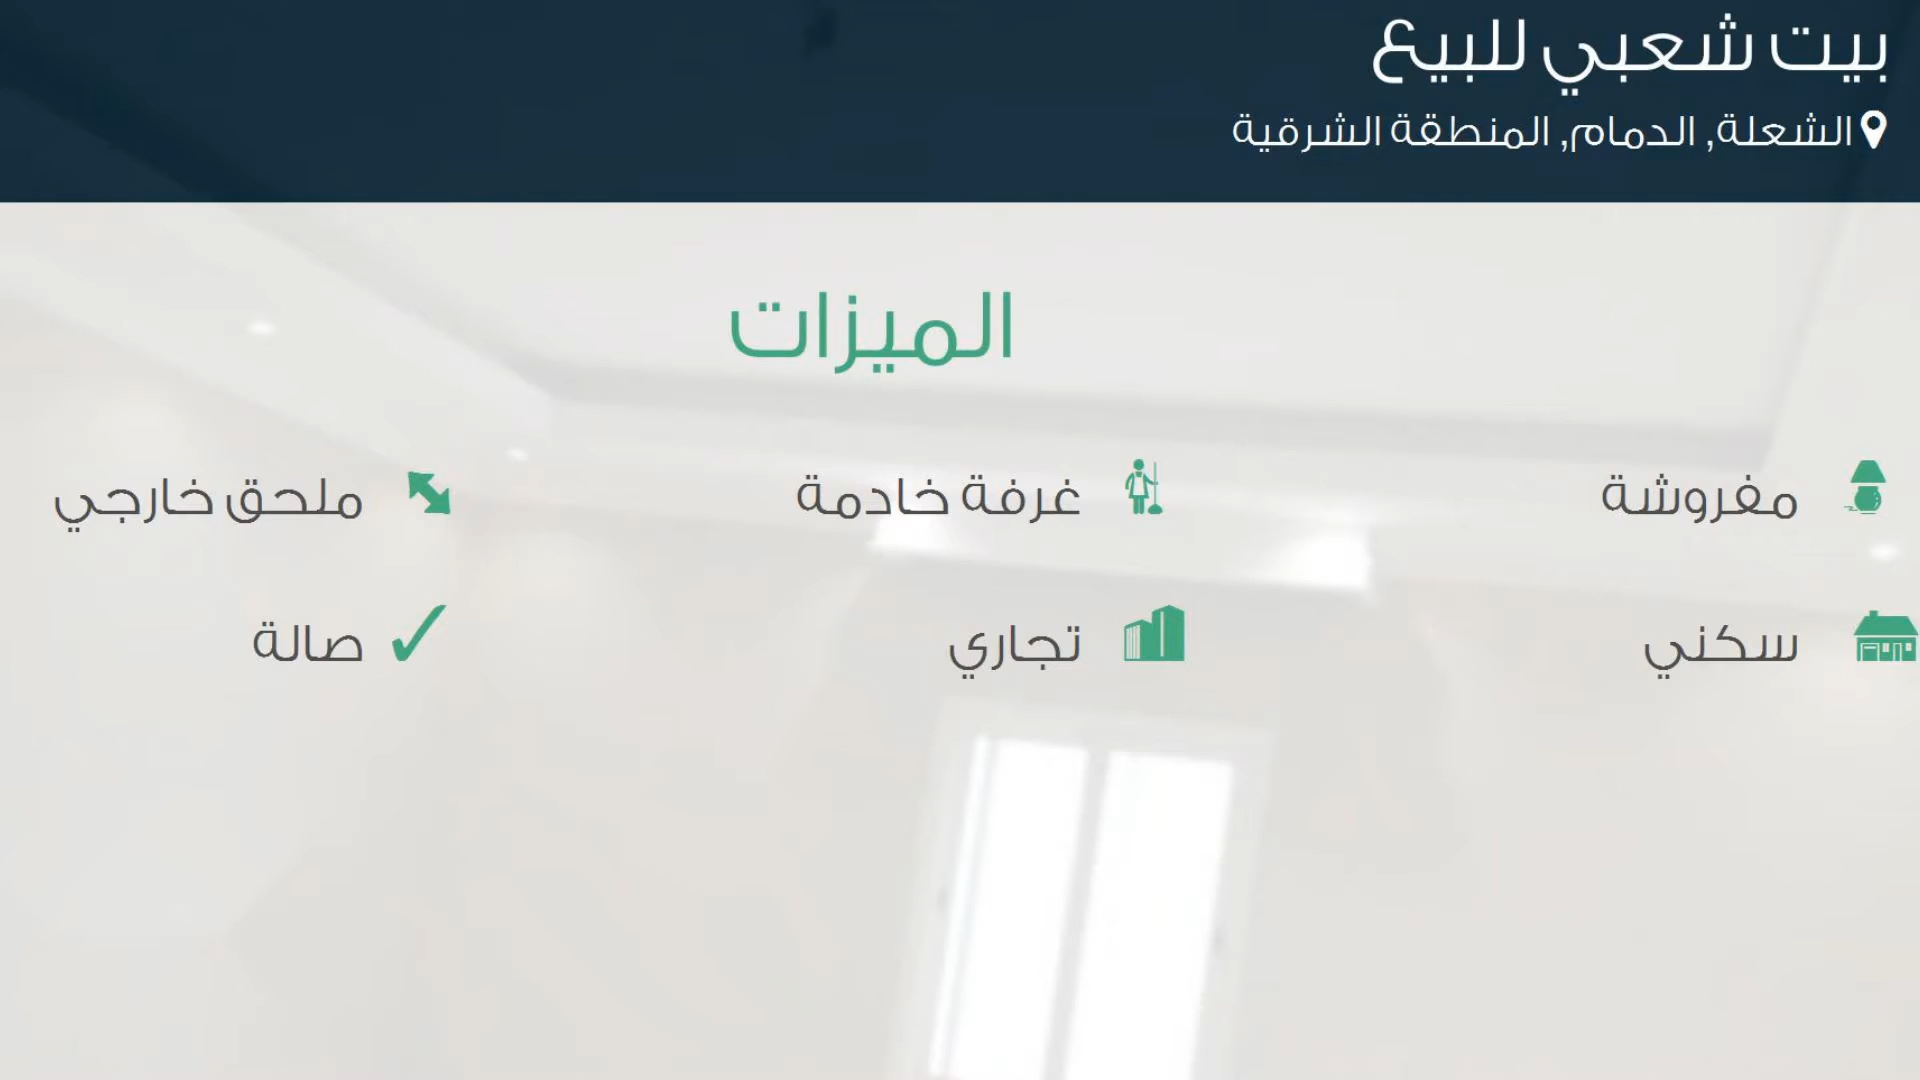 بيت شعبي للبيع
الشعلة, الدمام, المنطقة الشرقية
الميزات
مفروشة
غرفة خادمة
ملحق خارجي
سكني
تجاري
صالة